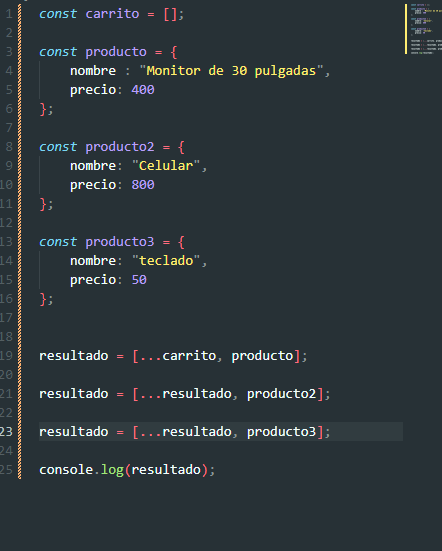 1 const carrito = [];
2
3 const producto = {
4 nombre : "Monitor de 30 pulgadas",
5 precio: 400
6 };
7
8 const producto2 = {
9 nombre: "Celular",
10 precio: 800
11 };
12
13 const producto3 = {
14 nombre: "teclado",
15 precio: 50
16 };
17
18
19 resultado = [...carrito, producto];
20
21 resultado = [...resultado, producto2];
22
23 resultado = [...resultado, producto3];
24
25 console.log(resultado);